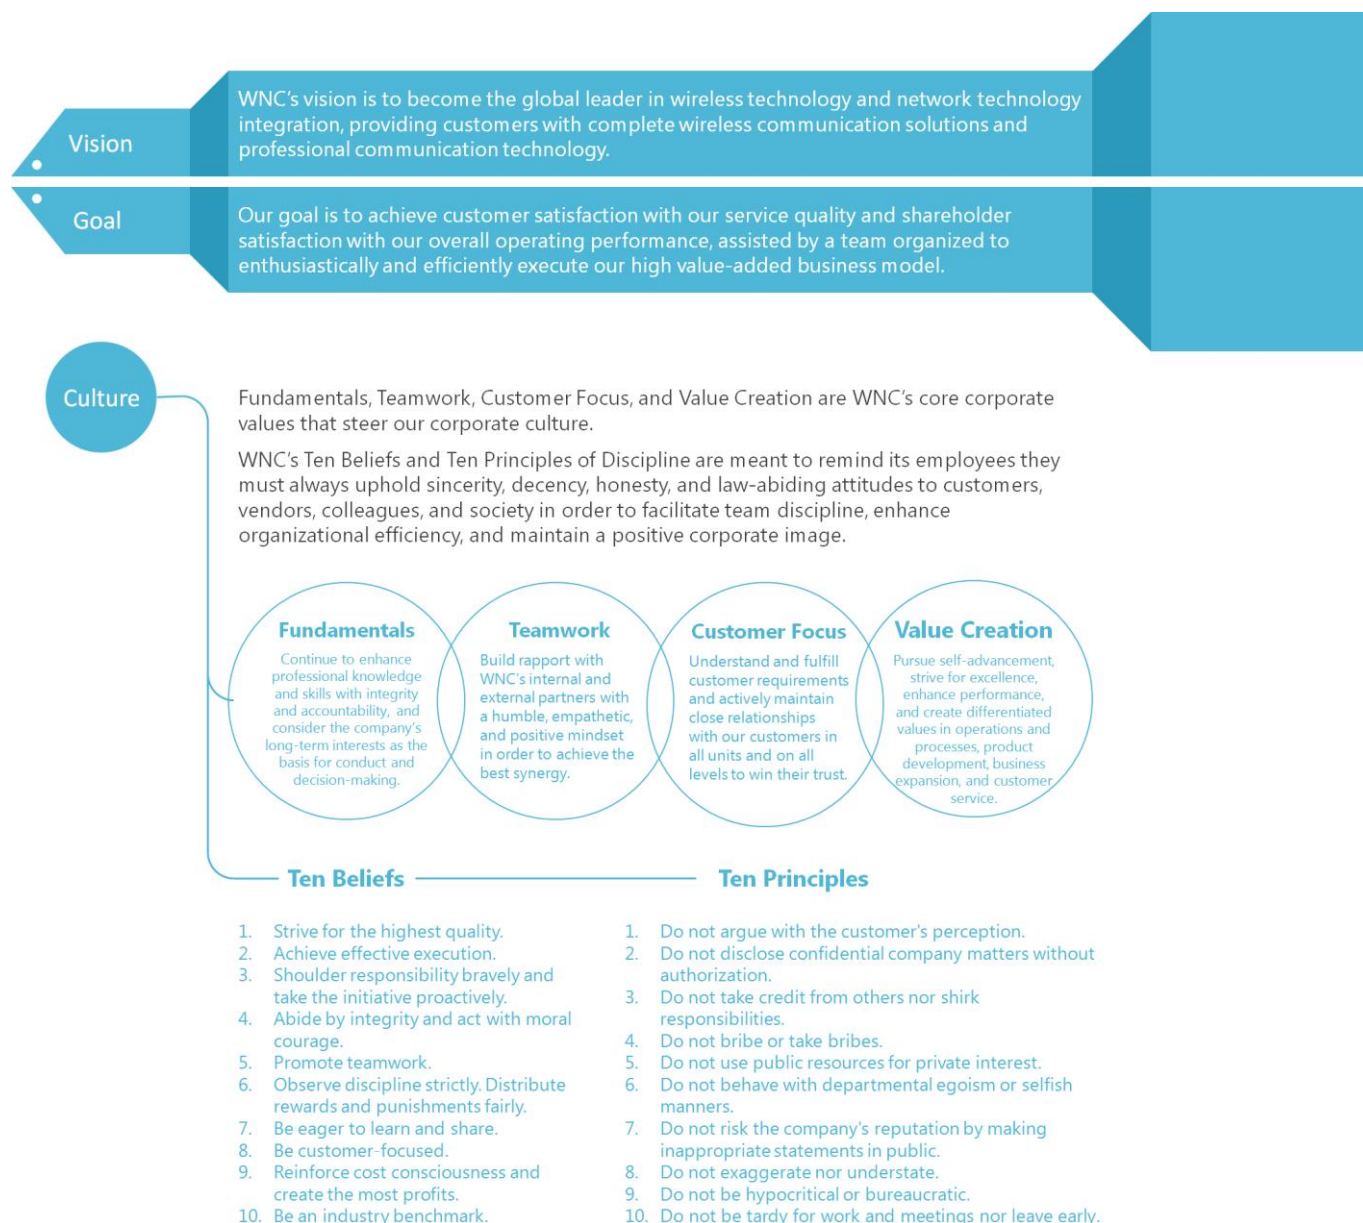 Vision
WNC's vision is to become the global leader in wireless technology and network technology
integration, providing customers with complete wireless communication solutions and
professional communication technology.
Goal
Our goal is to achieve customer satisfaction with our service quality and shareholder
satisfaction with our overall operating performance, assisted by a team organized to
enthusiastically and efficiently execute our high value-added business model.
Culture
Fundamentals, Teamwork, Customer Focus, and Value Creation are WNC's core corporate
values that steer our corporate culture.
WNC's Ten Beliefs and Ten Principles of Discipline are meant to remind its employees they
must always uphold sincerity, decency, honesty, and law-abiding attitudes to customers,
vendors, colleagues, and society in order to facilitate team discipline, enhance
organizational efficiency, and maintain a positive corporate image.
Fundamentals
Continue to enhance
professional knowledge
and skills with integrity
and accountability, and
consider the company's
long-term interests as the
basis for conduct and
decision-making.
Teamwork
Build rapport with
WNC's internal and
external partners with
a humble, empathetic,
and positive mindset
in order to achieve the
best synergy.
Customer Focus
Understand and fulfill
customer requirements
and actively maintain
close relationships
with our customers in
all units and on all
levels to win their trust.
Value Creation
Pursue self-advancement,
strive for excellence,
enhance performance,
and create differentiated
values in operations and
processes, product
development, business
expansion, and customer
service.
Ten Beliefs
1. Strive for the highest quality.
2. Achieve effective execution.
3. Shoulder responsibility bravely and
take the initiative proactively.
4. Abide by integrity and act with moral
courage.
5. Promote teamwork.
6. Observe discipline strictly. Distribute
rewards and punishments fairly.
7. Be eager to learn and share.
8. Be customer-focused.
9. Reinforce cost consciousness and
create the most profits.
10. Be an industry benchmark.
Ten Principles
1. Do not argue with the customer's perception.
2. Do not disclose confidential company matters without
authorization.
3. Do not take credit from others nor shirk
responsibilities.
4. Do not bribe or take bribes.
5. Do not use public resources for private interest.
6. Do not behave with departmental egoism or selfish
manners.
7. Do not risk the company's reputation by making
inappropriate statements in public.
8. Do not exaggerate nor understate.
9. Do not be hypocritical or bureaucratic.
10. Do not be tardy for work and meetings nor leave early.